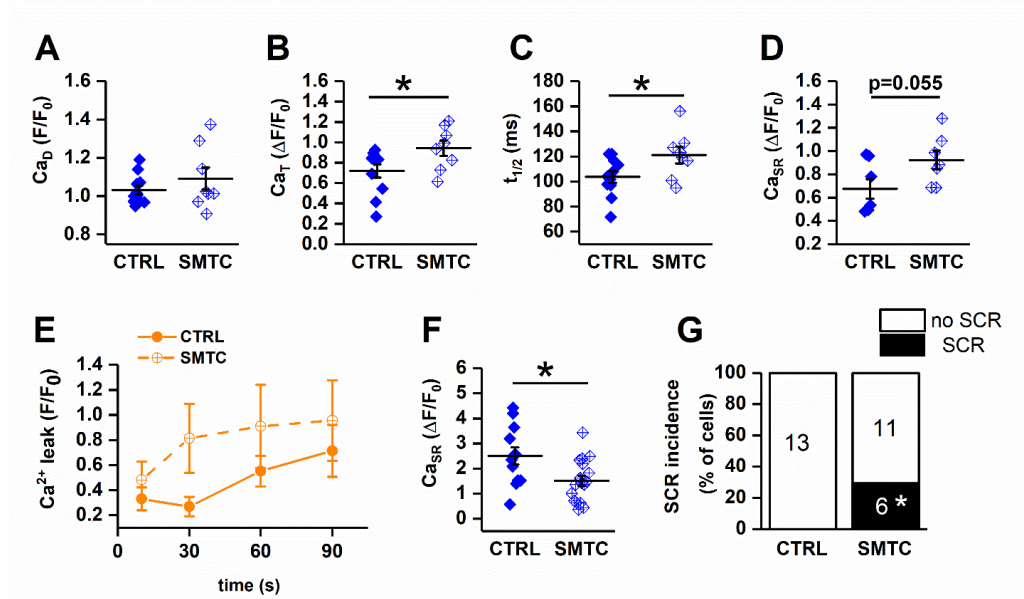 A
B
C
D
CaD (F/F0)
1.6
1.4
1.2
1.0
0.8
CTRL SMTC
CaT (ΔF/F0)
1.6
1.4
1.2
1.0
0.8
0.6
0.4
0.2
0.0
*
CTRL SMTC
t1/2 (ms)
180
160
140
120
100
80
60
*
CTRL SMTC
CaSR (ΔF/F0)
1.6
1.4
1.2
1.0
0.8
0.6
0.4
0.2
p=0.055
CTRL SMTC
E
CTRL
SMTC
Ca2+ leak (F/F0)
1.4
1.2
1.0
0.8
0.6
0.4
0.2
0 30 60 90
time (s)
F
CaSR (ΔF/F0)
6
5
4
3
2
1
0
*
CTRL SMTC
G
no SCR
SCR
SCR incidence
(% of cells)
100
80
60
40
20
0
13
11
6 *
CTRL SMTC